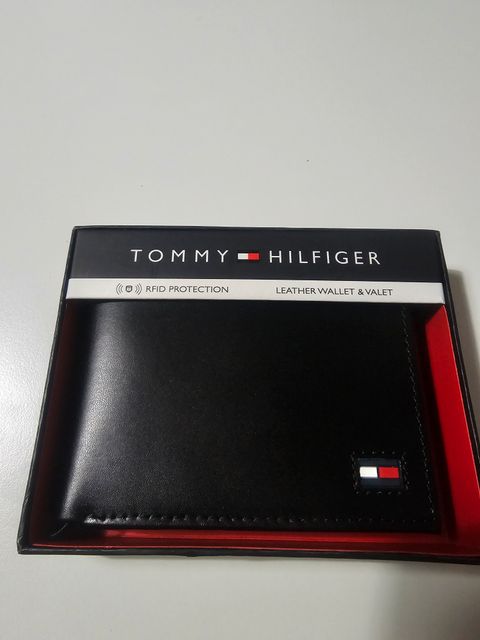 TOMMY HILFIGER
RFID PROTECTION LEATHER WALLET & VALET